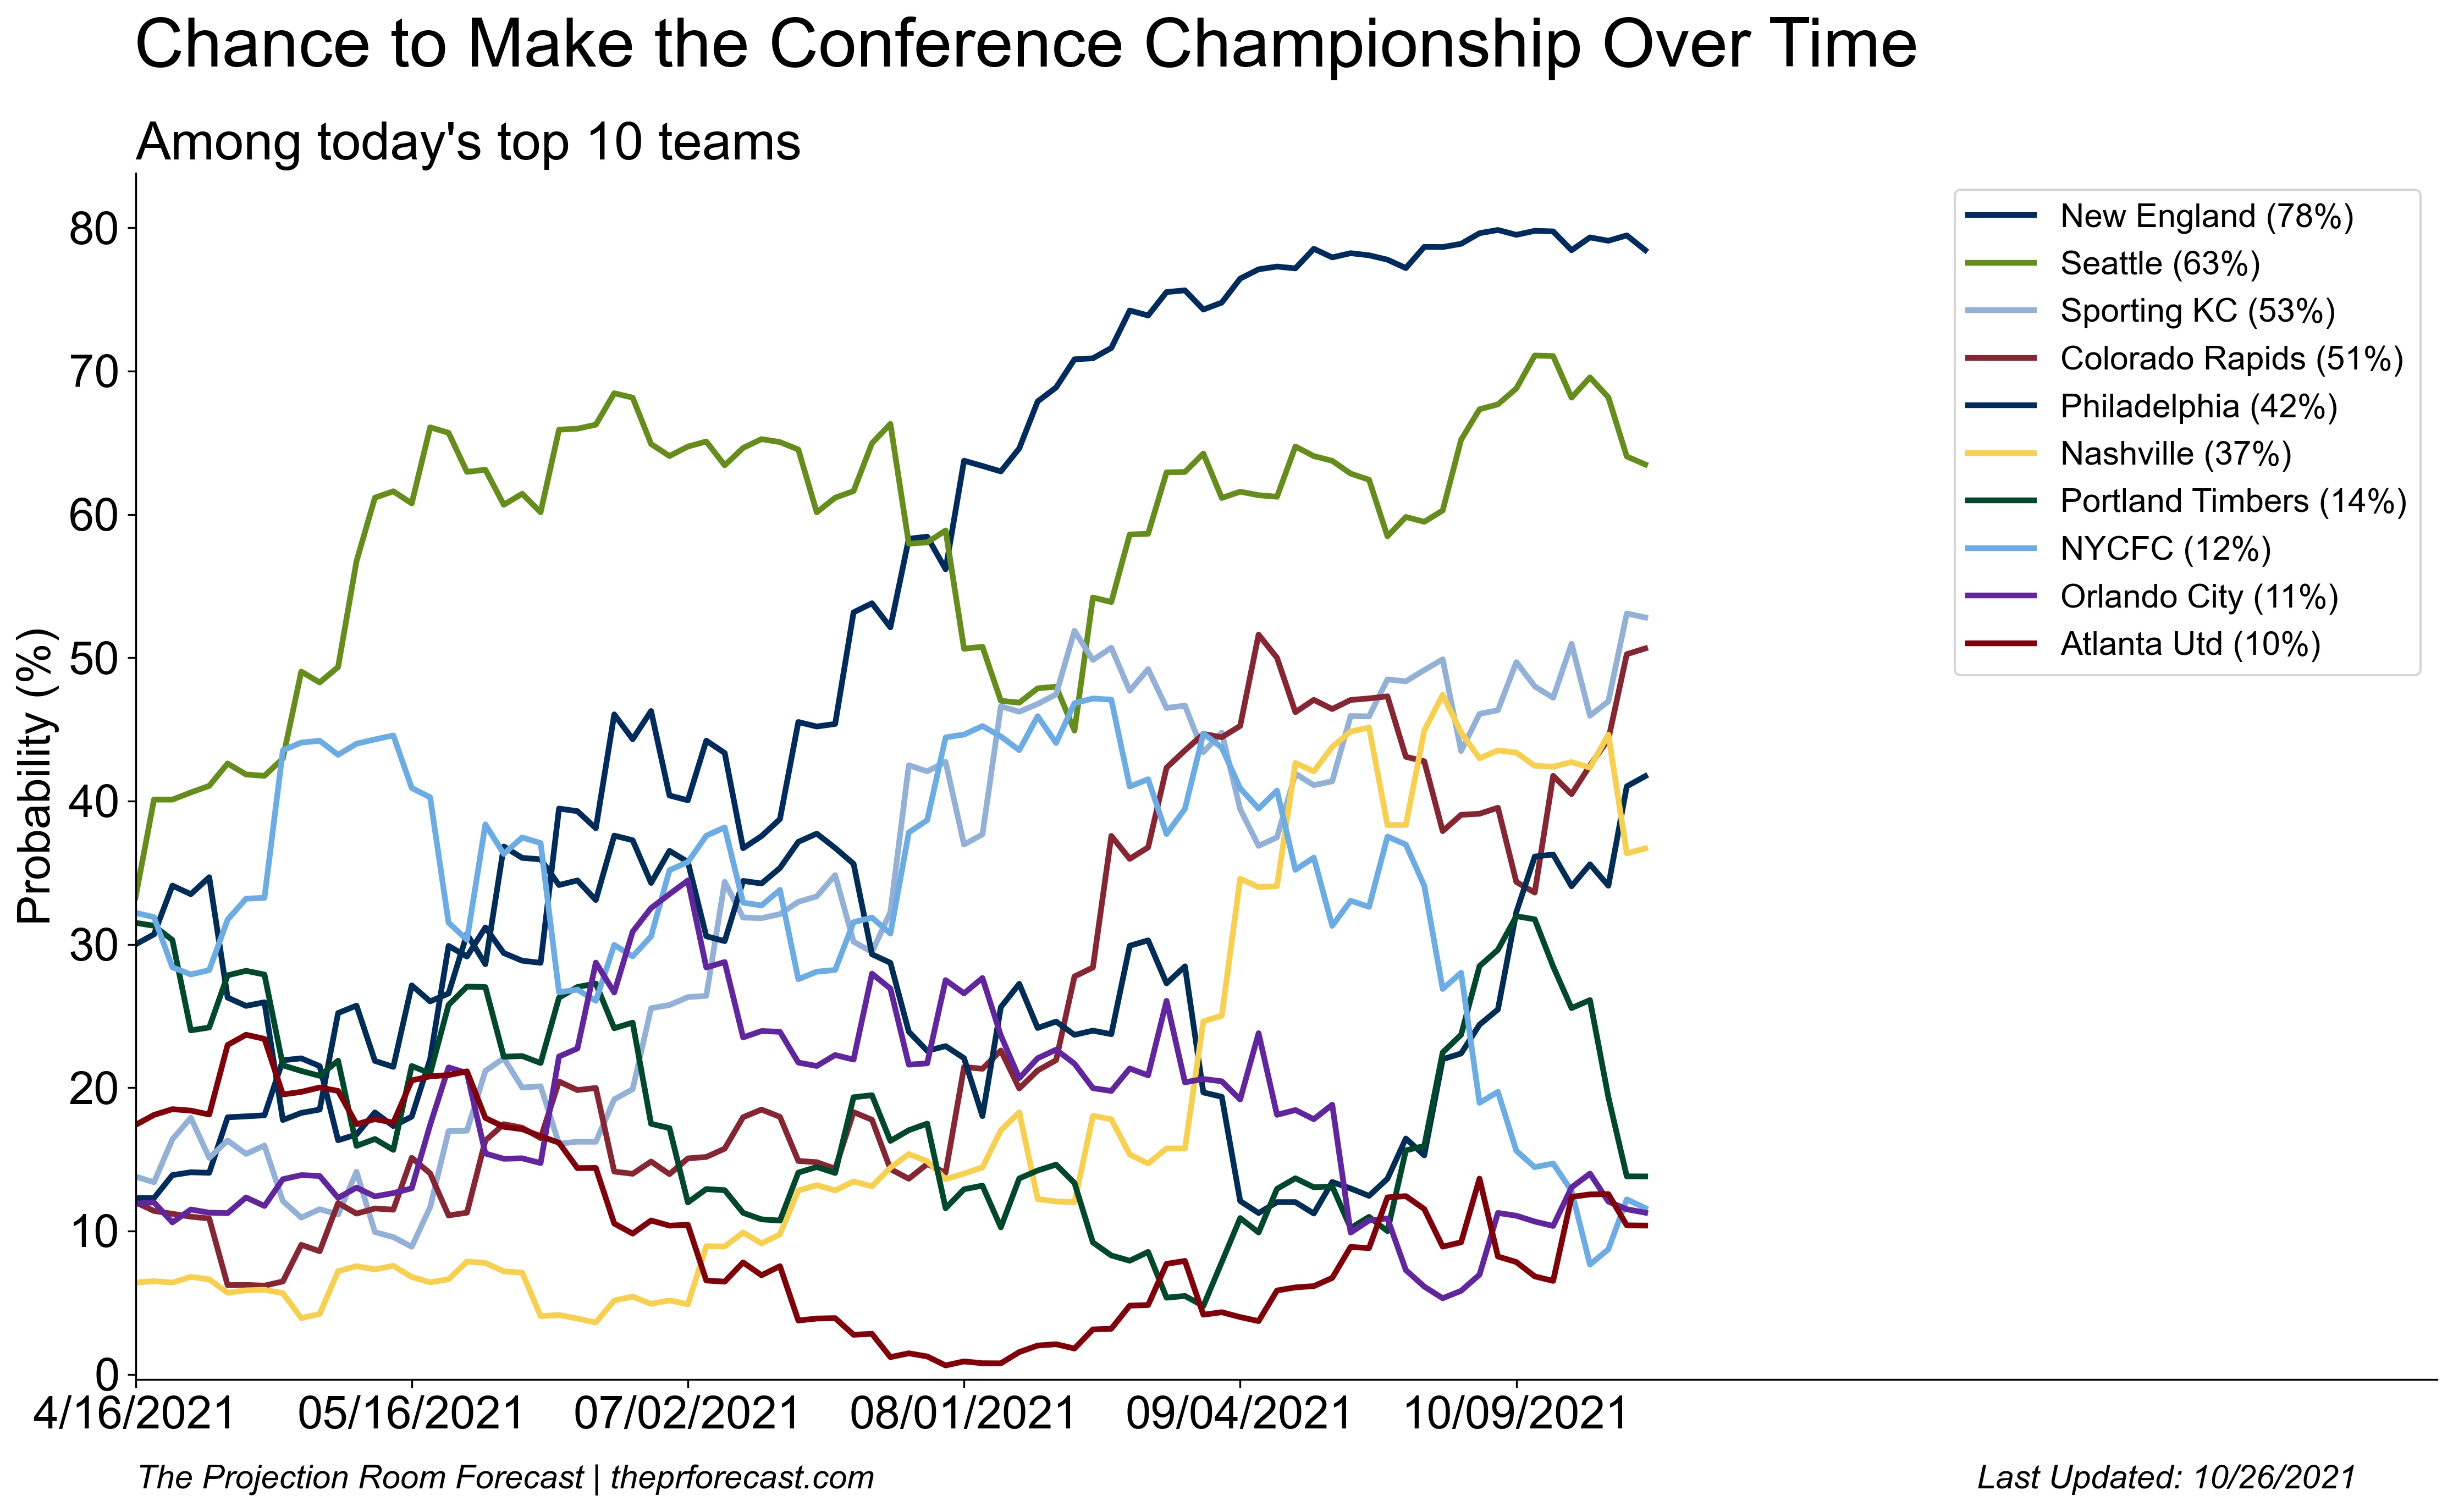 Chance to Make the Conference Championship Over Time
Among today's top 10 teams
Probability (%)
80
70
60
50
40
30
20
10
0
4/16/2021 05/16/2021 07/02/2021 08/01/2021 09/04/2021 10/09/2021
New England (78%)
Seattle (63%)
Sporting KC (53%)
Colorado Rapids (51%)
Philadelphia (42%)
Nashville (37%)
Portland Timbers (14%)
NYCFC (12%)
Orlando City (11%)
Atlanta Utd (10%)
The Projection Room Forecast | theprforecast.com
Last Updated: 10/26/2021